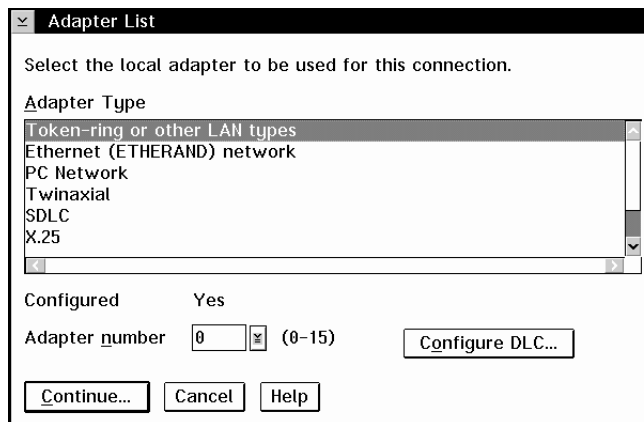 Adapter List
Select the local adapter to be used for this connection.
Adapter Type
Token-ring or other LAN types
Ethernet (ETHERAND) network
PC Network
Twinaxial
SDLC
X.25
Configured Yes
Adapter number 0 (0-15) Configure DLC...
Continue... Cancel Help